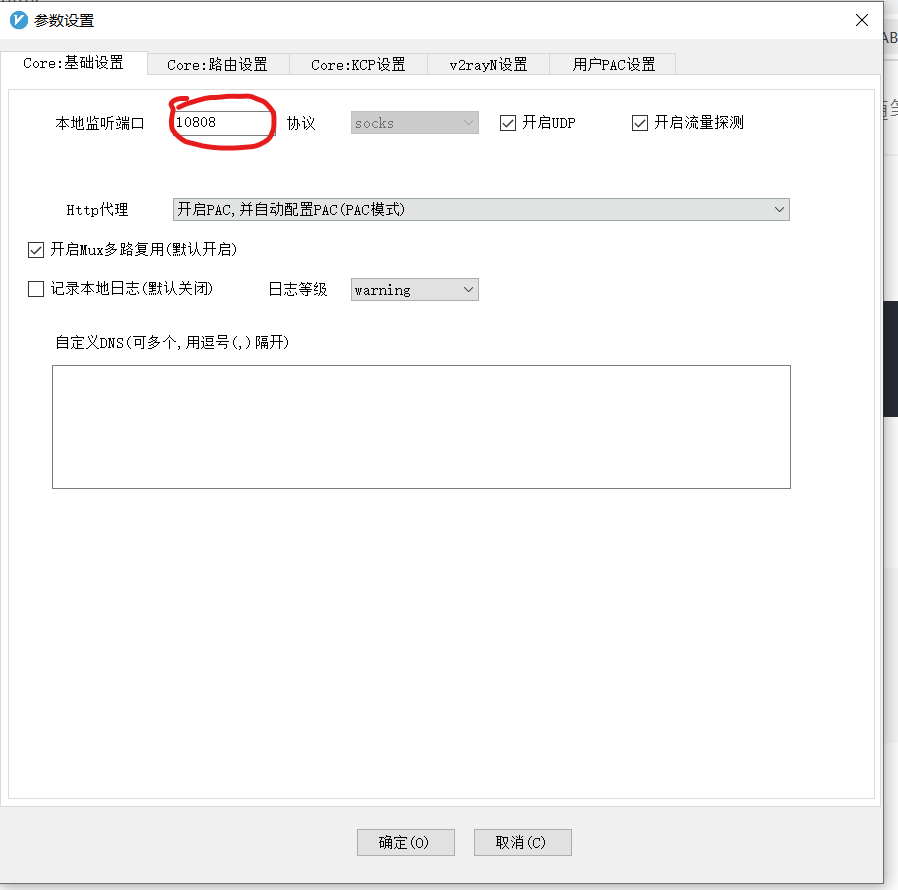 参数设置
Core:基础设置 Core:路由设置 Core:KCP设置 v2rayN设置 用户PAC设置
本地监听端口 10808 协议 socks 开启UDP 开启流量探测
Http代理 开启PAC,并自动配置PAC(PAC模式)
开启Mux多路复用(默认开启)
记录本地日志(默认关闭) 日志等级 warning
自定义DNS(可多个,用逗号(,)隔开)
确定(O) 取消(C)